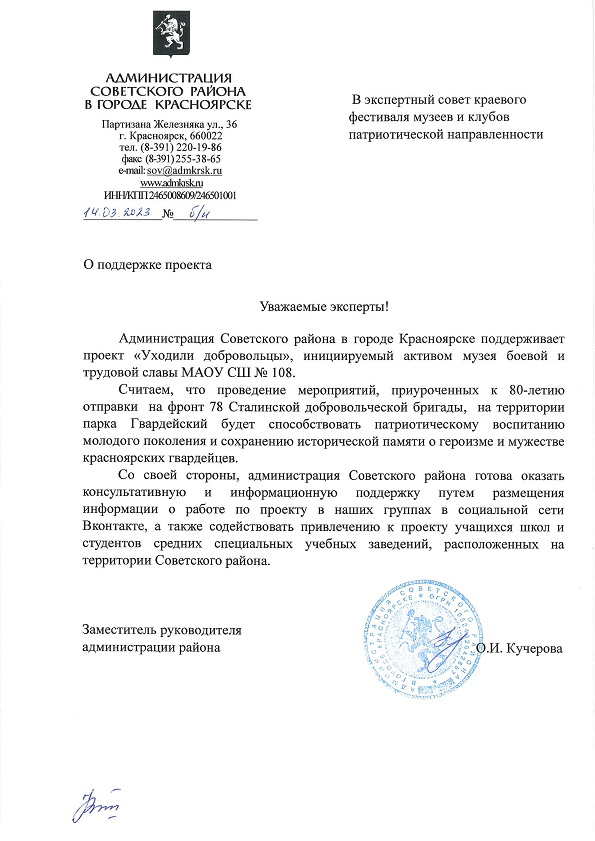 АДМИНИСТРАЦИЯ
СОВЕТСКОГО РАЙОНА
В ГОРОДЕ КРАСНОЯРСКЕ
Партизана Железняка ул., 36
г. Красноярск, 660022
тел. (8-391) 220-19-86
факс (8-391) 255-38-65
e-mail: sov@admkrsk.ru
www.admkrsk.ru
ИНН/КПП 2465008609/246501001
14.03.2023 № б/н
В экспертный совет краевого
фестиваля музеев и клубов
патриотической направленности
О поддержке проекта
Уважаемые эксперты!
Администрация Советского района в городе Красноярске поддерживает
проект «Уходили добровольцы», инициируемый активом музея боевой и
трудовой славы МАОУ СШ № 108.
Считаем, что проведение мероприятий, приуроченных к 80-летию
отправки на фронт 78 Сталинской добровольческой бригады, на территории
парка Гвардейский будет способствовать патриотическому воспитанию
молодого поколения и сохранению исторической памяти о героизме и мужестве
красноярских гвардейцев.
Со своей стороны, администрация Советского района готова оказать
консультативную и информационную поддержку путем размещения
информации о работе по проекту в наших группах в социальной сети
Вконтакте, а также содействовать привлечению к проекту учащихся школ и
студентов средних специальных учебных заведений, расположенных на
территории Советского района.
Заместитель руководителя
администрации района
О.И. Кучерова
АДМИНИСТРАЦИЯ СОВЕТСКОГО РАЙОНА
В ГОРОДЕ КРАСНОЯРСКЕ
ОГРН